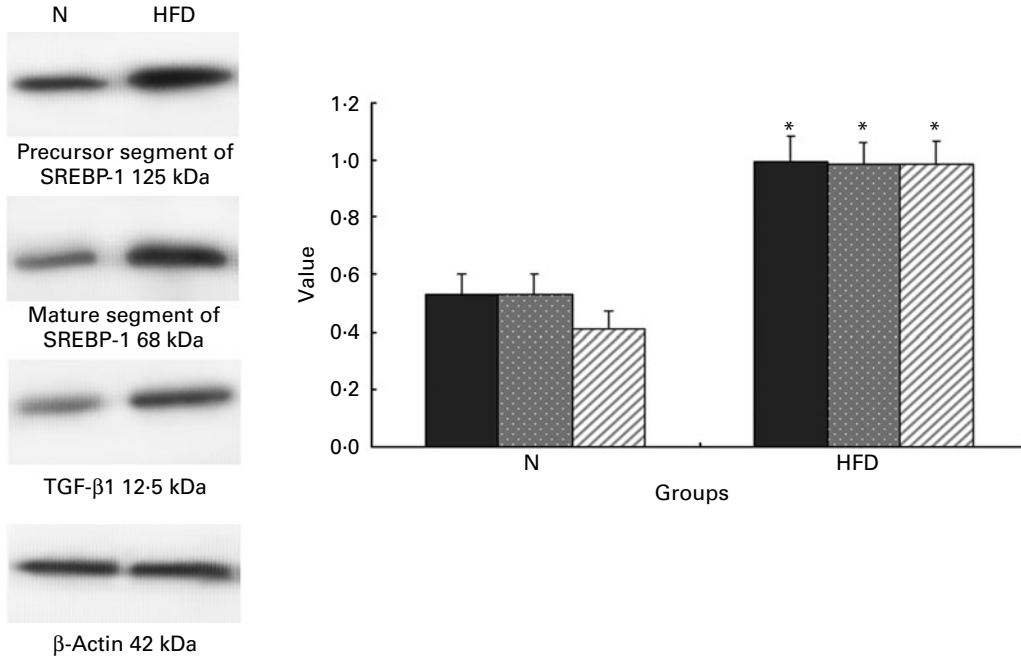 N HFD
Precursor segment of
SREBP-1 125 kDa
Mature segment of
SREBP-1 68 kDa
TGF-β1 12·5 kDa
β-Actin 42 kDa
1·2
1·0
0·8
0·6
0·4
0·2
0·0
Value
* * *
N HFD
Groups